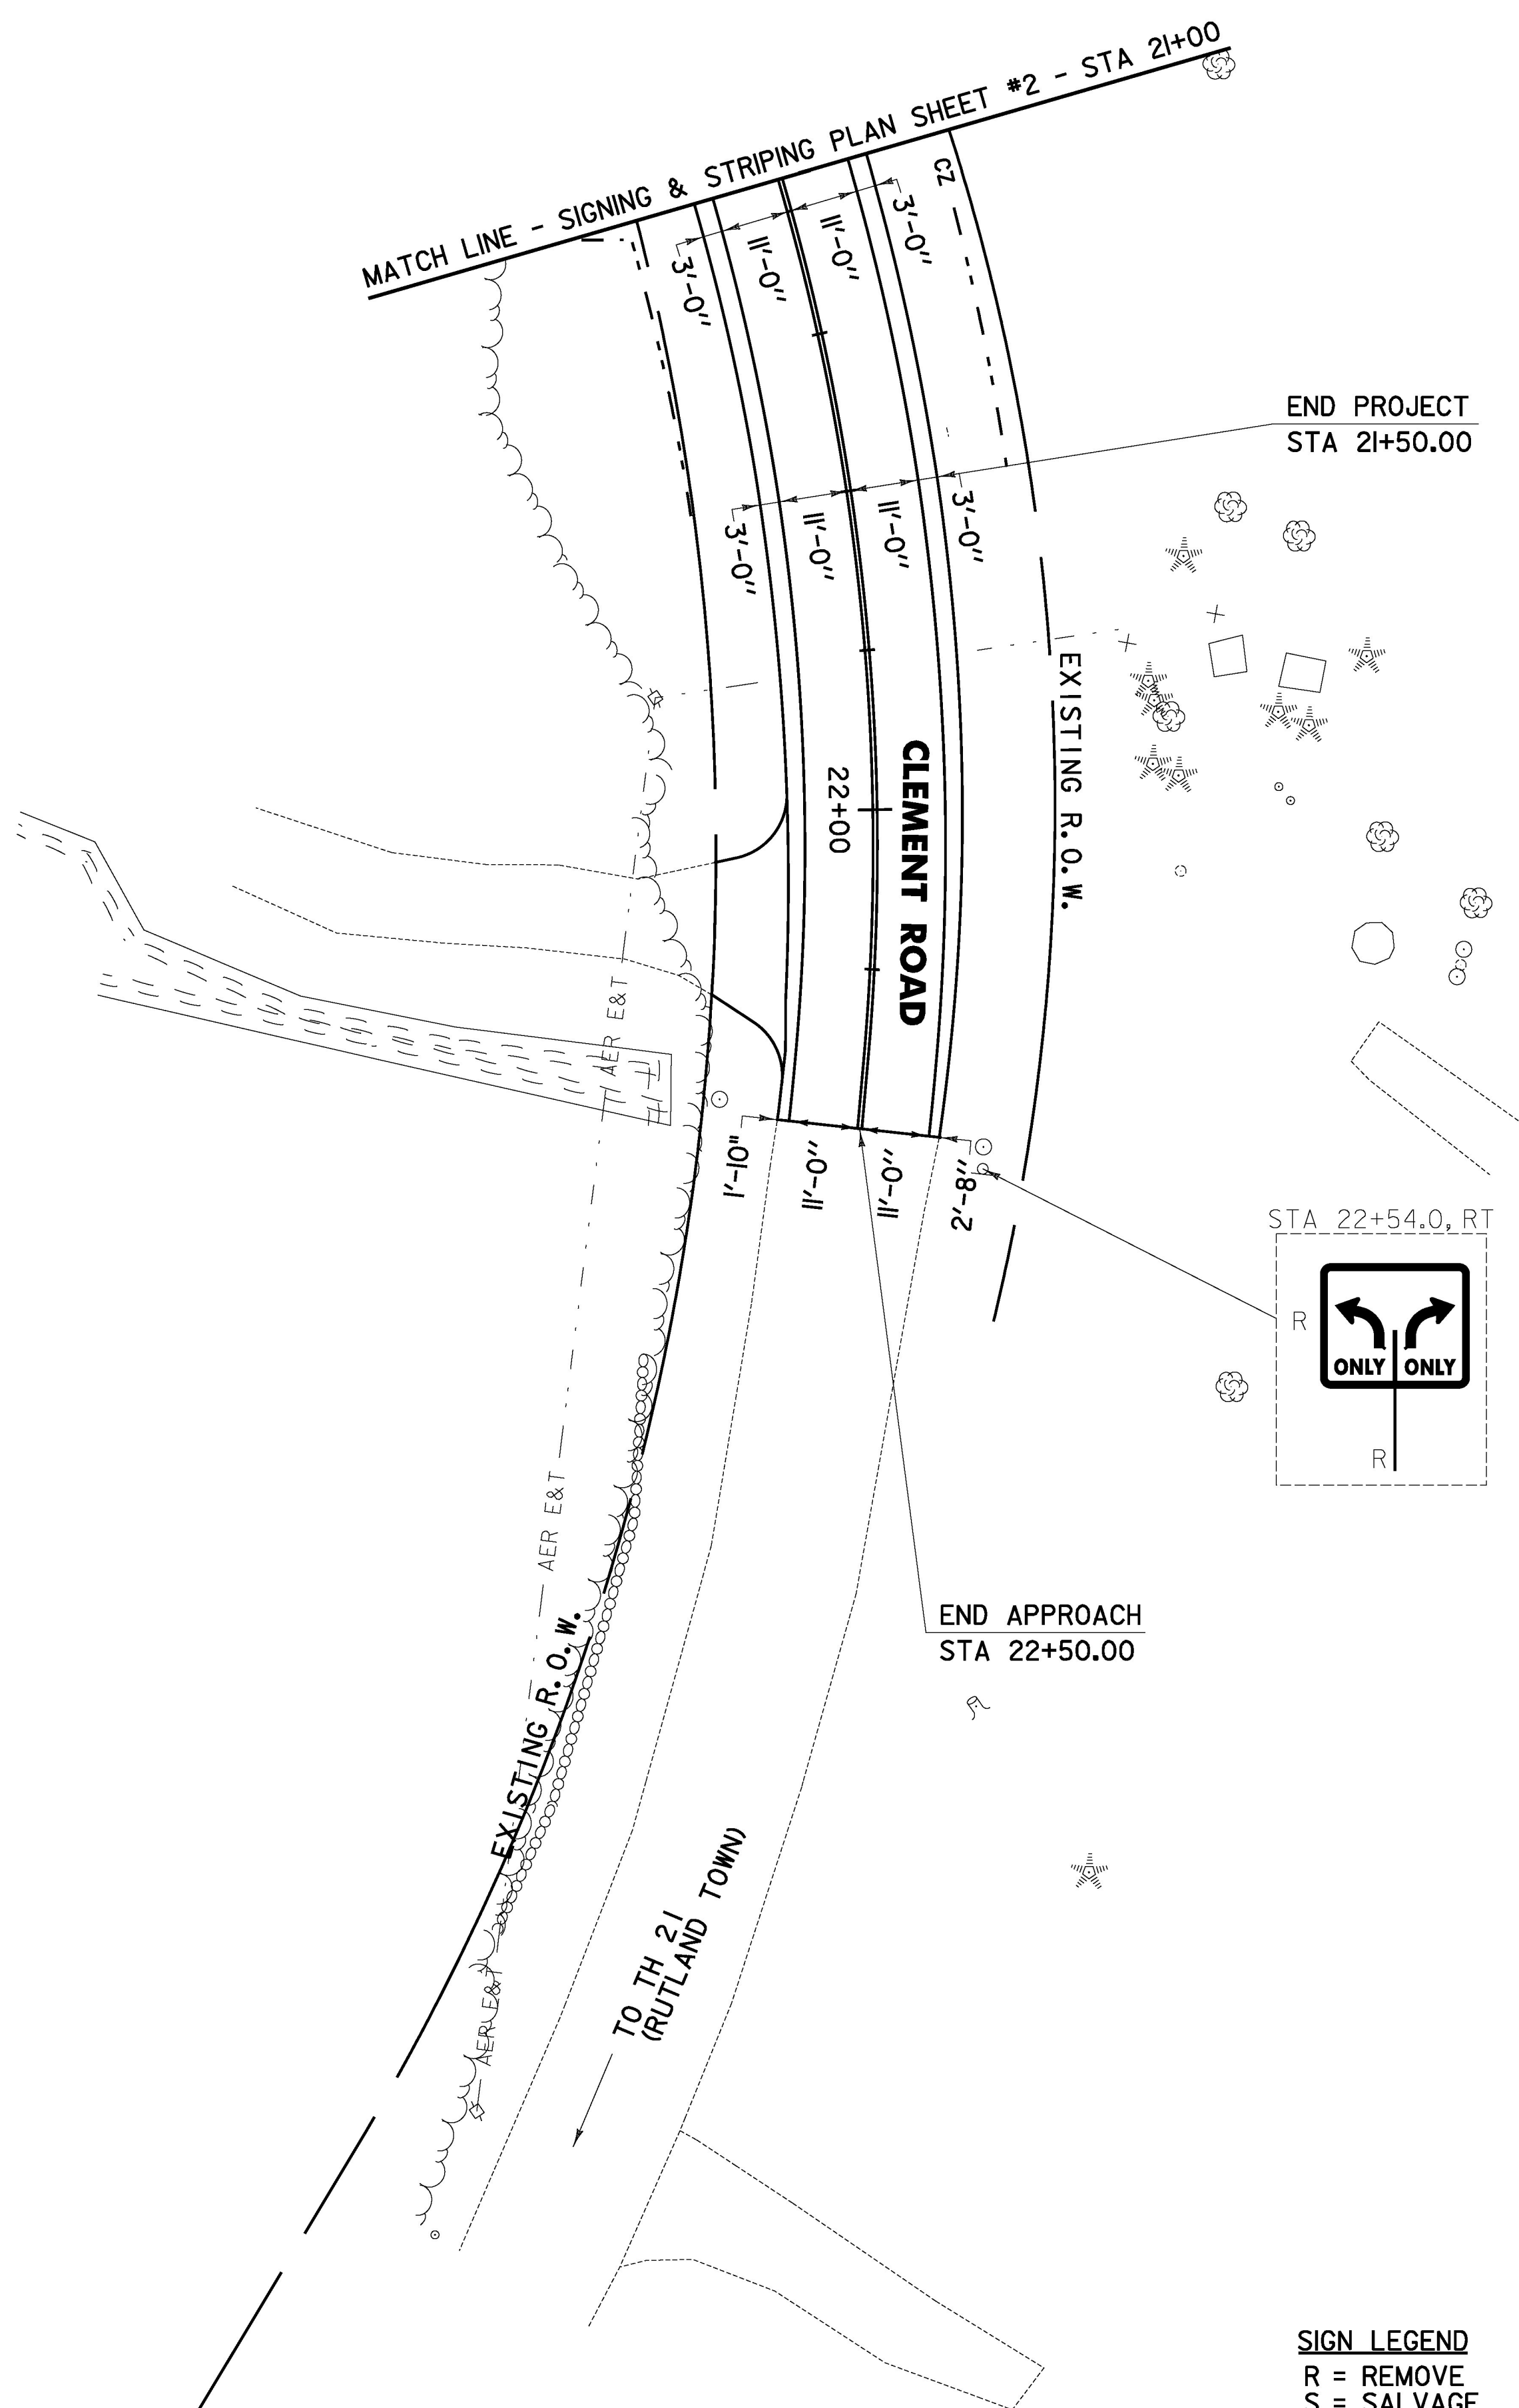 MATCH LINE - SIGNING & STRIPING PLAN SHEET #2 - STA 21+00
CZ
3'-0"
11'-0"
11'-0"
3'-0"
END PROJECT
STA 21+50.00
3'-0"
11'-0"
11'-0"
3'-0"
EXISTING R.O.W.
22+00
CLEMENT ROAD
AER E&T
1'-10"
11'-0"
11'-0"
2'-8"
STA 22+54.0, RT
R
ONLY ONLY
R
AER E&T
END APPROACH
STA 22+50.00
EXISTING R.O.W.
TO TH 21
(RUTLAND TOWN)
AER E&T
SIGN LEGEND
R = REMOVE
S = SALVAGE